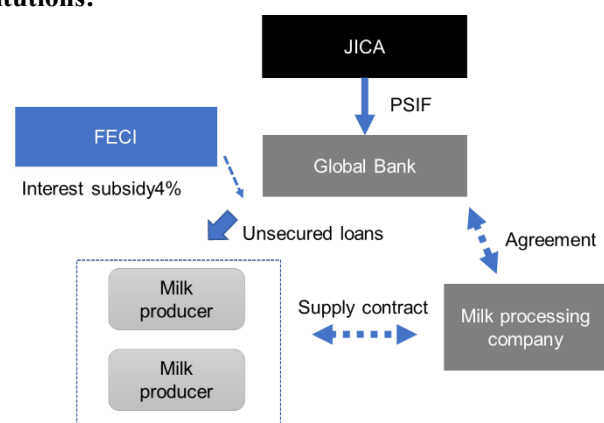 JICA
PSIF
FECI
Global Bank
Interest subsidy4%
Unsecured loans
Agreement
Milk
producer
Supply contract
Milk processing
company
Milk
producer